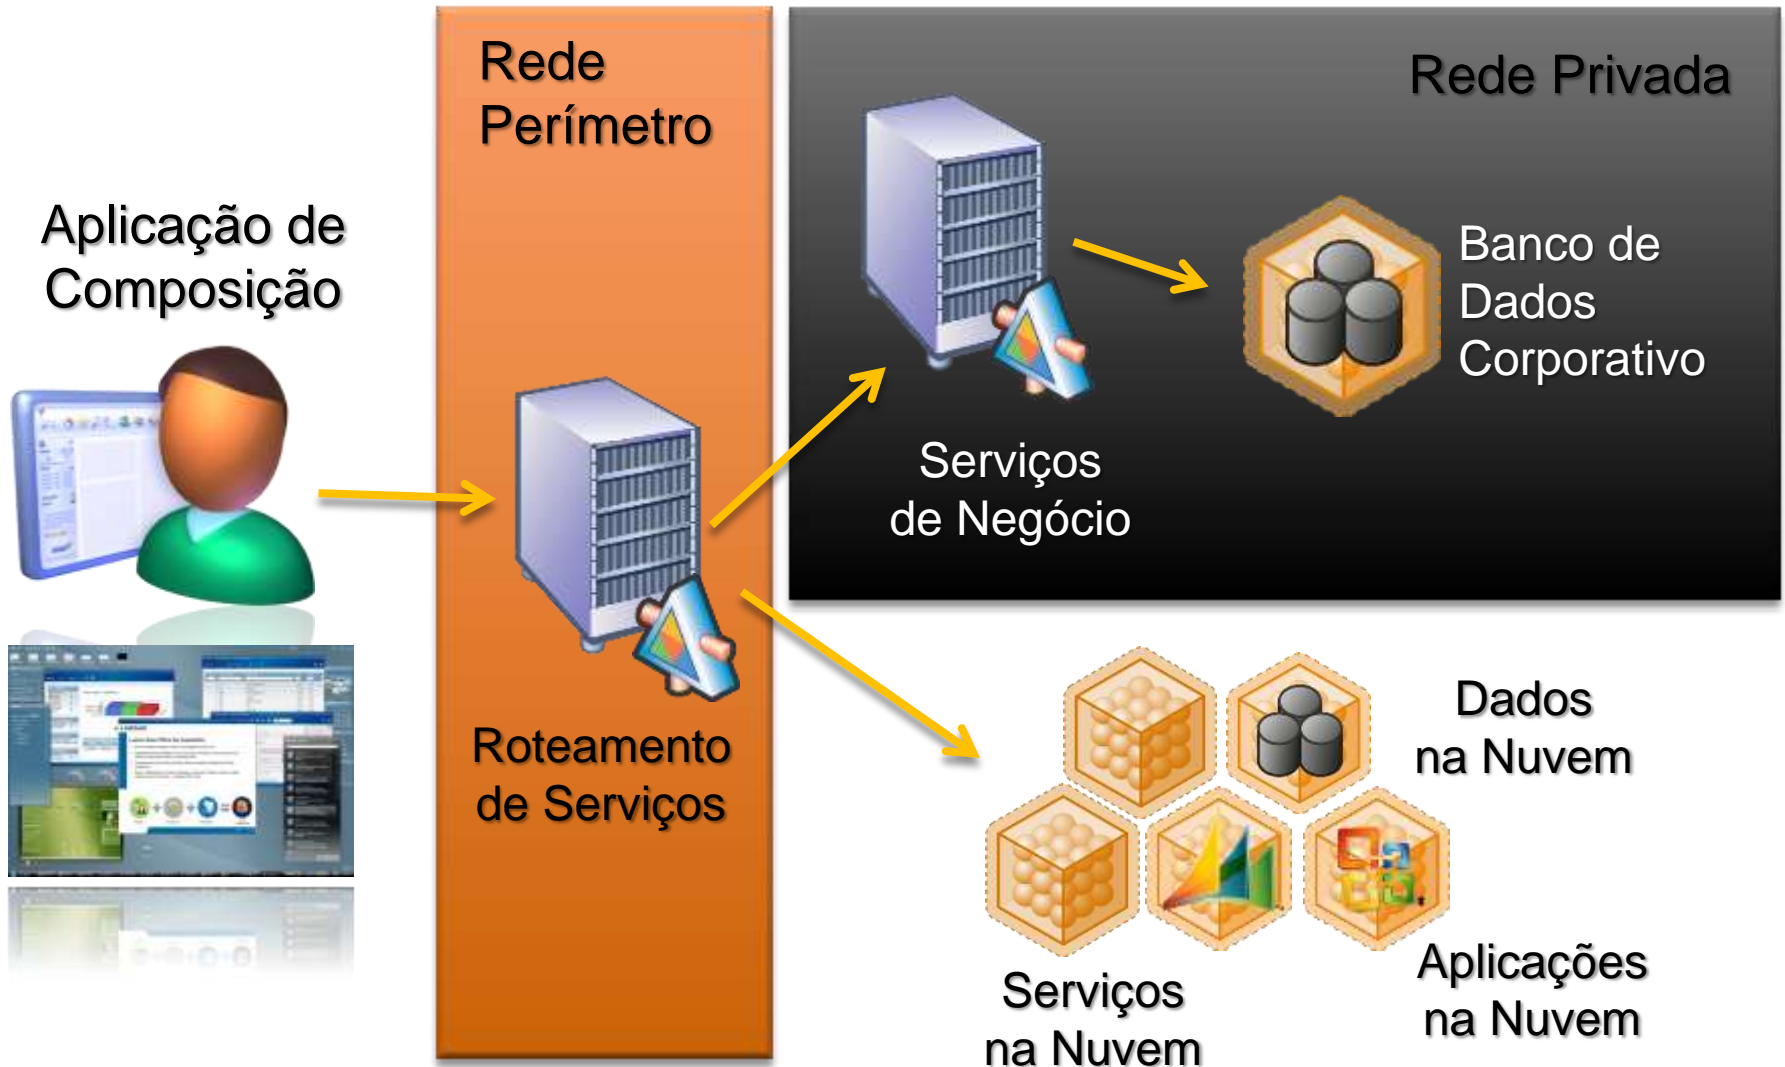 Rede
Perímetro
Rede Privada
Aplicação de
Composição
Banco de
Dados
Corporativo
Serviços
de Negócio
Roteamento
de Serviços
Dados
na Nuvem
Aplicações
na Nuvem
Serviços
na Nuvem